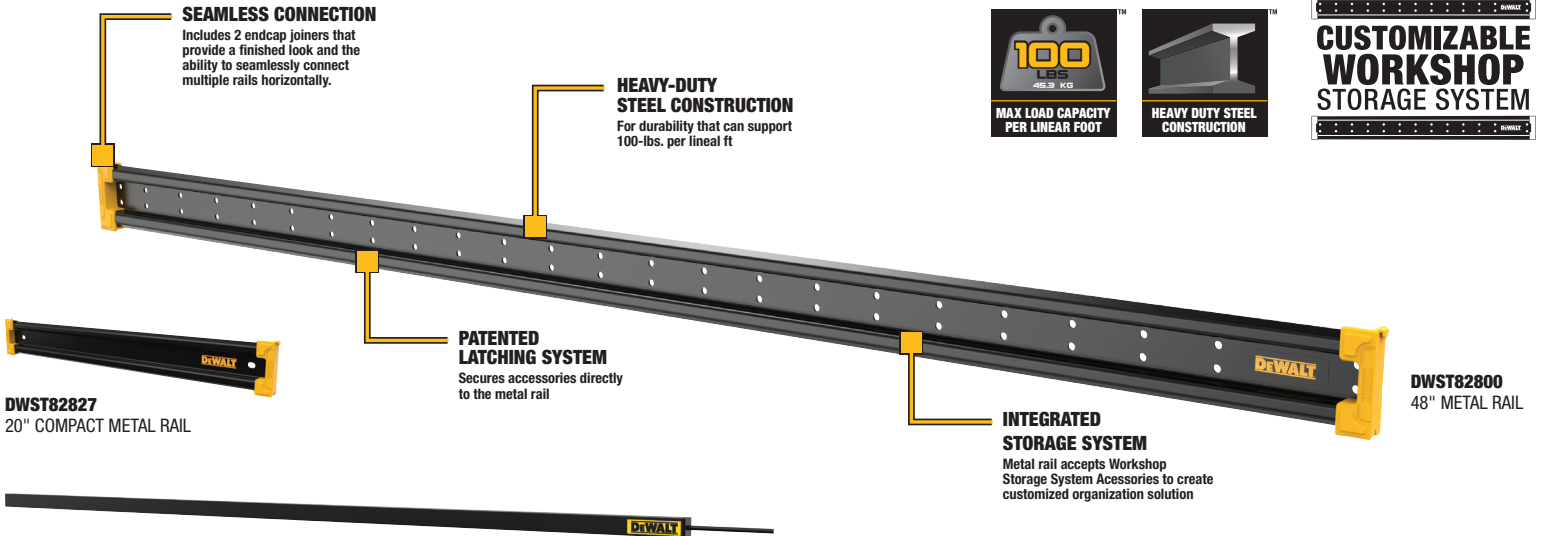 SEAMLESS CONNECTION
Includes 2 endcap joiners that
provide a finished look and the
ability to seamlessly connect
multiple rails horizontally.
HEAVY-DUTY
STEEL CONSTRUCTION
For durability that can support
100-lbs. per lineal ft
100
LBS
45.3 KG
MAX LOAD CAPACITY
PER LINEAR FOOT
TM
HEAVY DUTY STEEL
CONSTRUCTION
TM
DEWALT
CUSTOMIZABLE
WORKSHOP
STORAGE SYSTEM
DEWALT
DEWALT
DWST82827
20" COMPACT METAL RAIL
PATENTED
LATCHING SYSTEM
Secures accessories directly
to the metal rail
DEWALT
DWST82800
48" METAL RAIL
INTEGRATED
STORAGE SYSTEM
Metal rail accepts Workshop
Storage System Acessories to create
customized organization solution
DEWALT